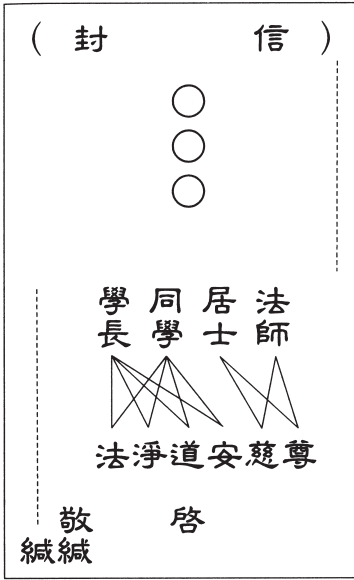 （信封）
○○○
法師
居士
同學
學長
尊慈安道淨法
啓
敬緘
緘